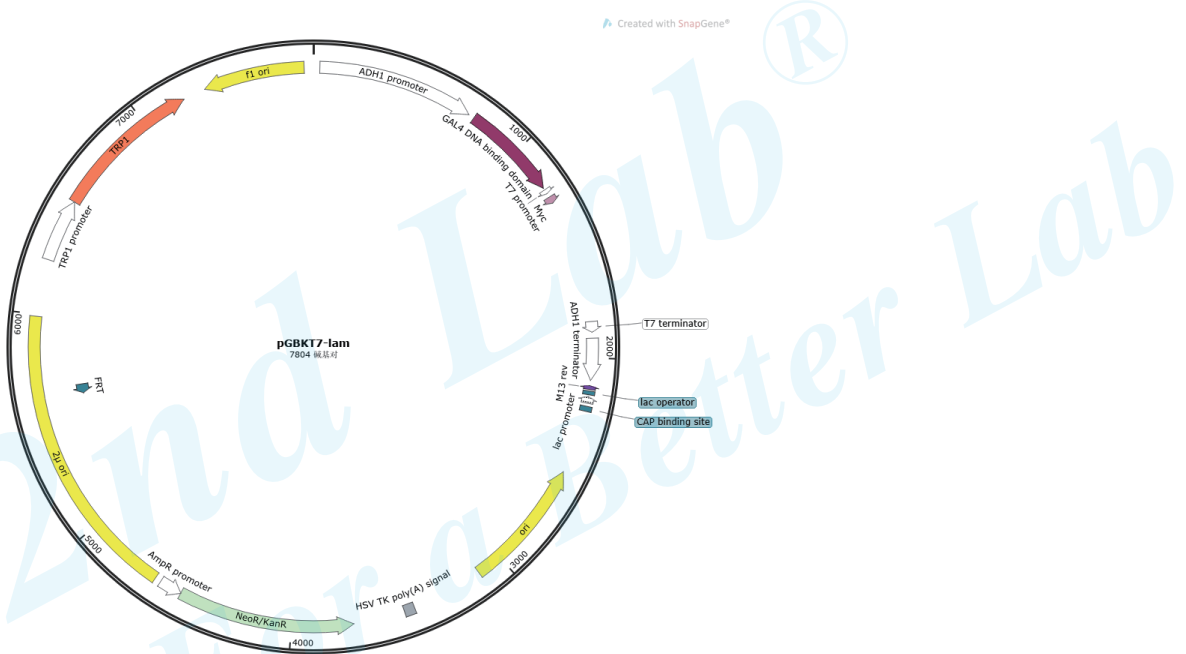 Created with SnapGene®
f1 ori
ADH1 promoter
7000
1000
TRP1
GAL4 DNA binding domain
T7 promoter
Myc
TRP1 promoter
6000
ADH1 terminator
T7 terminator
pGBKT7-lam
7804 碱基对
2000
FRT
M13 rev
lac operator
lac promoter
CAP binding site
2μ ori
ori
5000
3000
AmpR promoter
HSV TK poly(A) signal
NeoR/KanR
4000
2nd Lab ®
For a Better Lab